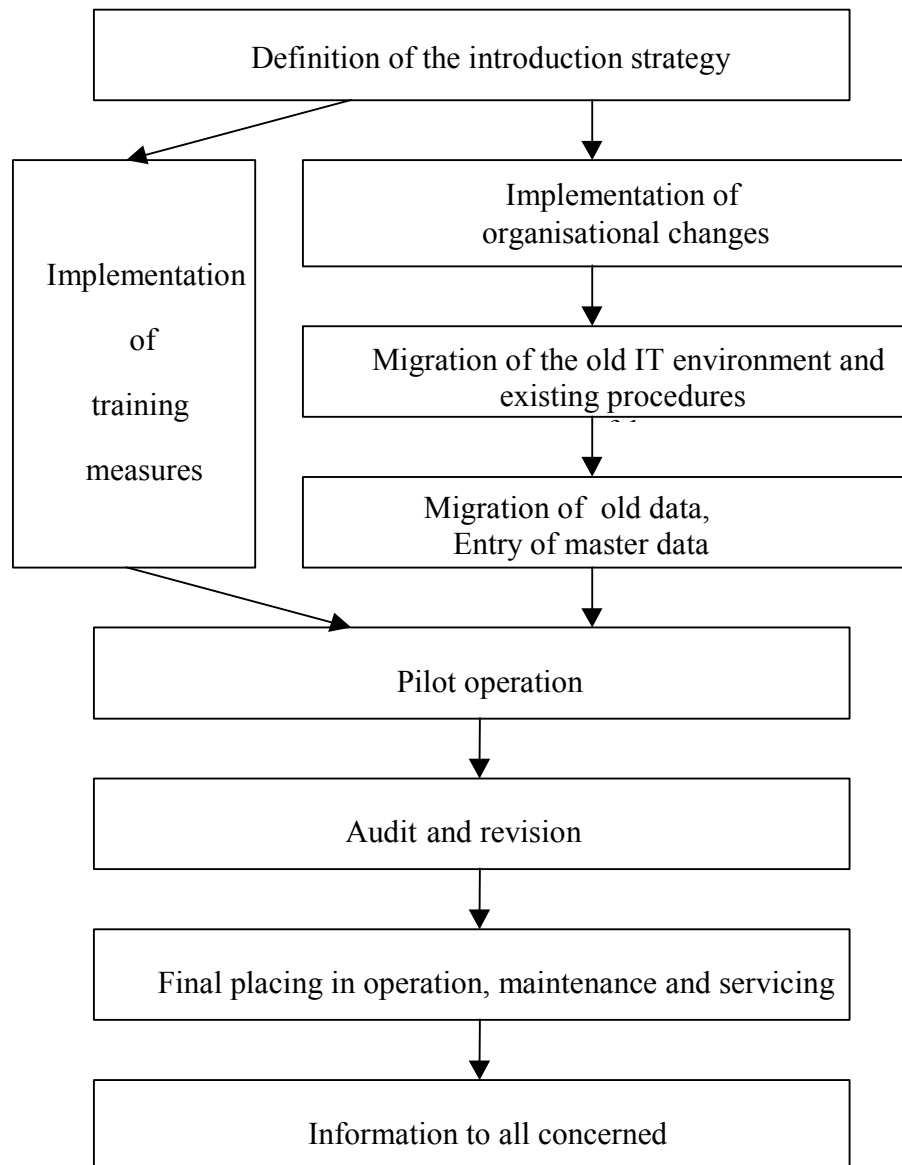 Definition of the introduction strategy
Implementation
of
training
measures
Implementation of
organisational changes
Migration of the old IT environment and
existing procedures
Migration of old data,
Entry of master data
Pilot operation
Audit and revision
Final placing in operation, maintenance and servicing
Information to all concerned